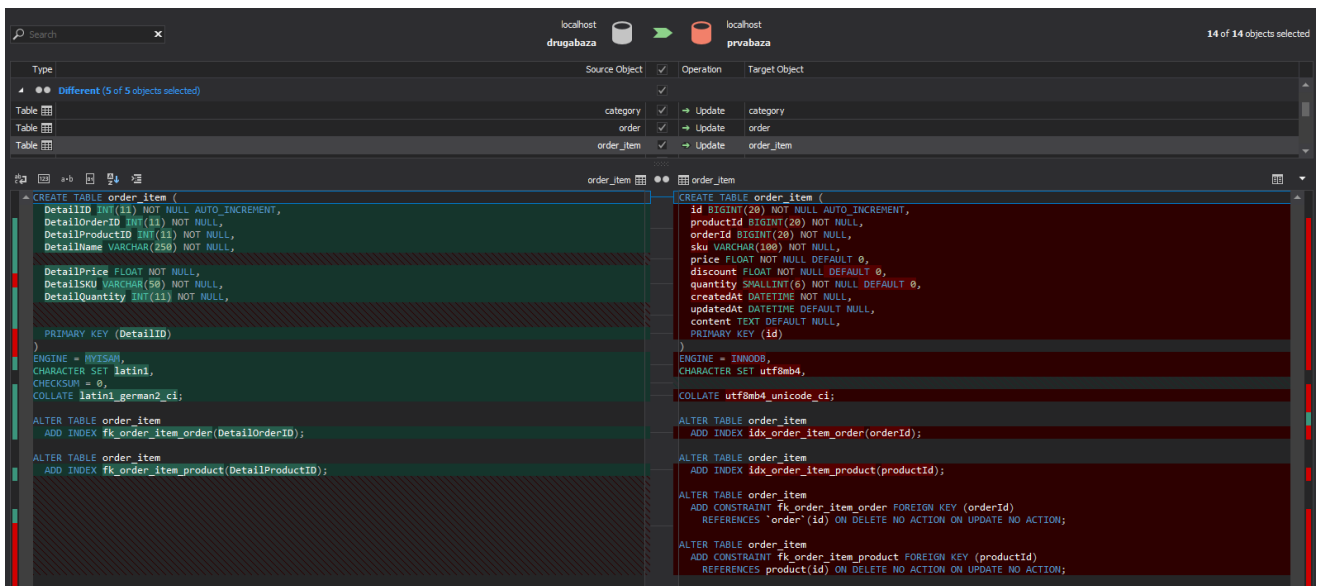 Search
localhost
drugabaza
localhost
prvabaza
14 of 14 objects selected
Type
Source Object
Operation
Target Object
Different (5 of 5 objects selected)
Table
category
Update
category
Table
order
Update
order
Table
order_item
Update
order_item
123
a+b
order_item
order_item
CREATE TABLE order_item (
DetailID INT(11) NOT NULL AUTO_INCREMENT,
DetailOrderID INT(11) NOT NULL,
DetailProductID INT(11) NOT NULL,
DetailName VARCHAR(250) NOT NULL,
DetailPrice FLOAT NOT NULL,
DetailSKU VARCHAR(50) NOT NULL,
DetailQuantity INT(11) NOT NULL,
PRIMARY KEY (DetailID)
)
ENGINE = MYISAM,
CHARACTER SET latin1,
CHECKSUM = 0,
COLLATE latin1_german2_ci;
ALTER TABLE order_item
ADD INDEX fk_order_item_order(DetailOrderID);
ALTER TABLE order_item
ADD INDEX fk_order_item_product(DetailProductID);
CREATE TABLE order_item (
id BIGINT(20) NOT NULL AUTO_INCREMENT,
productId BIGINT(20) NOT NULL,
orderId BIGINT(20) NOT NULL,
sku VARCHAR(100) NOT NULL,
price FLOAT NOT NULL DEFAULT 0,
discount FLOAT NOT NULL DEFAULT 0,
quantity SMALLINT(6) NOT NULL DEFAULT 0,
createdAt DATETIME NOT NULL,
updatedAt DATETIME DEFAULT NULL,
content TEXT DEFAULT NULL,
PRIMARY KEY (id)
)
ENGINE = INNODB,
CHARACTER SET utf8mb4,
COLLATE utf8mb4_unicode_ci;
ALTER TABLE order_item
ADD INDEX idx_order_item_order(orderId);
ALTER TABLE order_item
ADD INDEX idx_order_item_product(productId);
ALTER TABLE order_item
ADD CONSTRAINT fk_order_item_order FOREIGN KEY (orderId)
REFERENCES `order`(id) ON DELETE NO ACTION ON UPDATE NO ACTION;
ALTER TABLE order_item
ADD CONSTRAINT fk_order_item_product FOREIGN KEY (productId)
REFERENCES product(id) ON DELETE NO ACTION ON UPDATE NO ACTION;